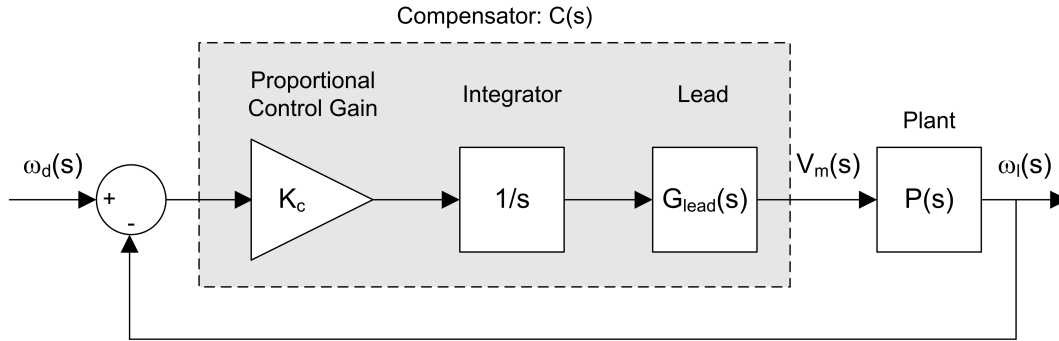 Compensator: C(s)
Proportional
Control Gain
Integrator
Lead
Plant
ωd(s)
+
-
Kc
1/s
Glead(s)
Vm(s)
P(s)
ωl(s)